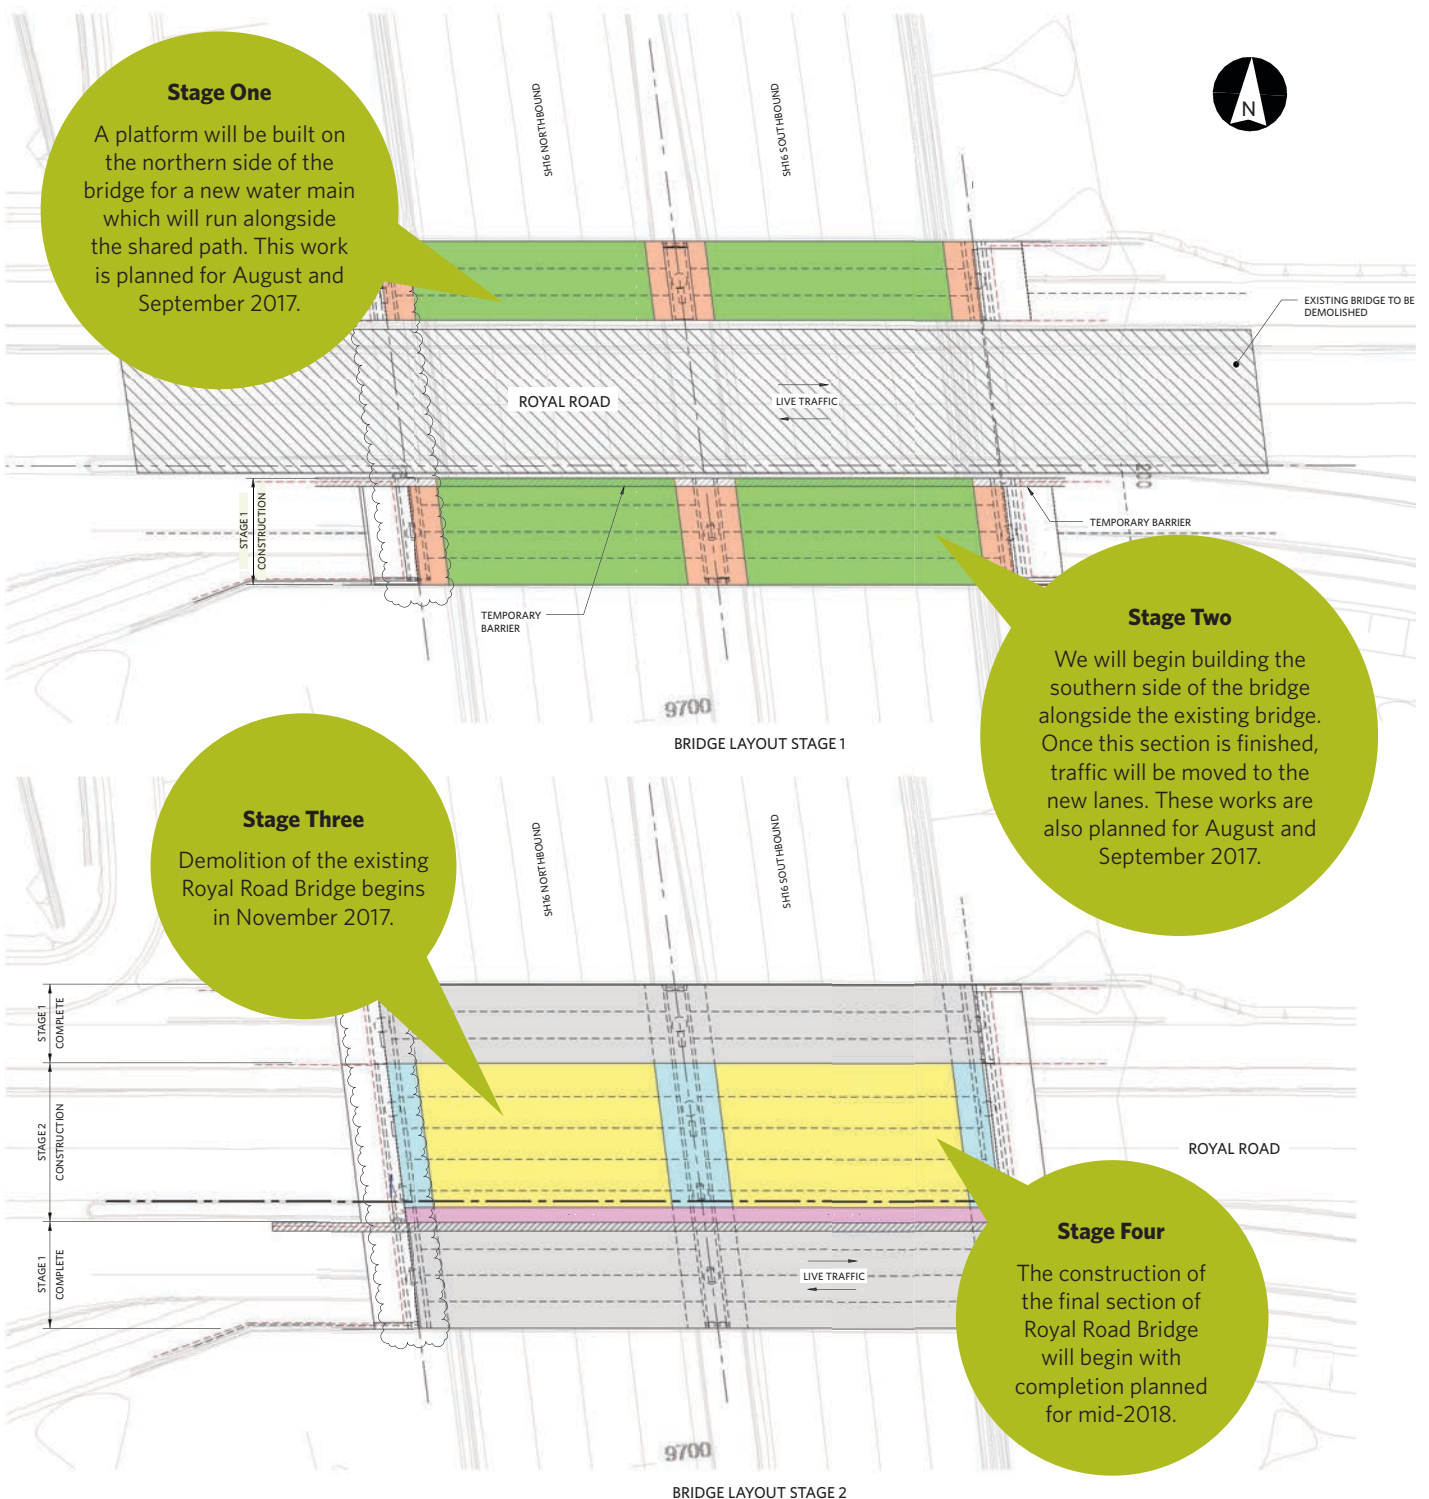 Stage One
A platform will be built on
the northern side of the
bridge for a new water main
which will run alongside
the shared path. This work
is planned for August and
September 2017.
SH16 NORTHBOUND
SH16 SOUTHBOUND
N
EXISTING BRIDGE TO BE
DEMOLISHED
ROYAL ROAD
LIVE TRAFFIC
STAGE 1
CONSTRUCTION
TEMPORARY BARRIER
TEMPORARY
BARRIER
Stage Two
We will begin building the
southern side of the bridge
alongside the existing bridge.
Once this section is finished,
traffic will be moved to the
new lanes. These works are
also planned for August and
September 2017.
9700
BRIDGE LAYOUT STAGE 1
Stage Three
Demolition of the existing
Royal Road Bridge begins
in November 2017.
SH16 NORTHBOUND
SH16 SOUTHBOUND
STAGE 1
COMPLETE
STAGE 2
CONSTRUCTION
STAGE 1
COMPLETE
ROYAL ROAD
LIVE TRAFFIC
Stage Four
The construction of
the final section of
Royal Road Bridge
will begin with
completion planned
for mid-2018.
9700
BRIDGE LAYOUT STAGE 2